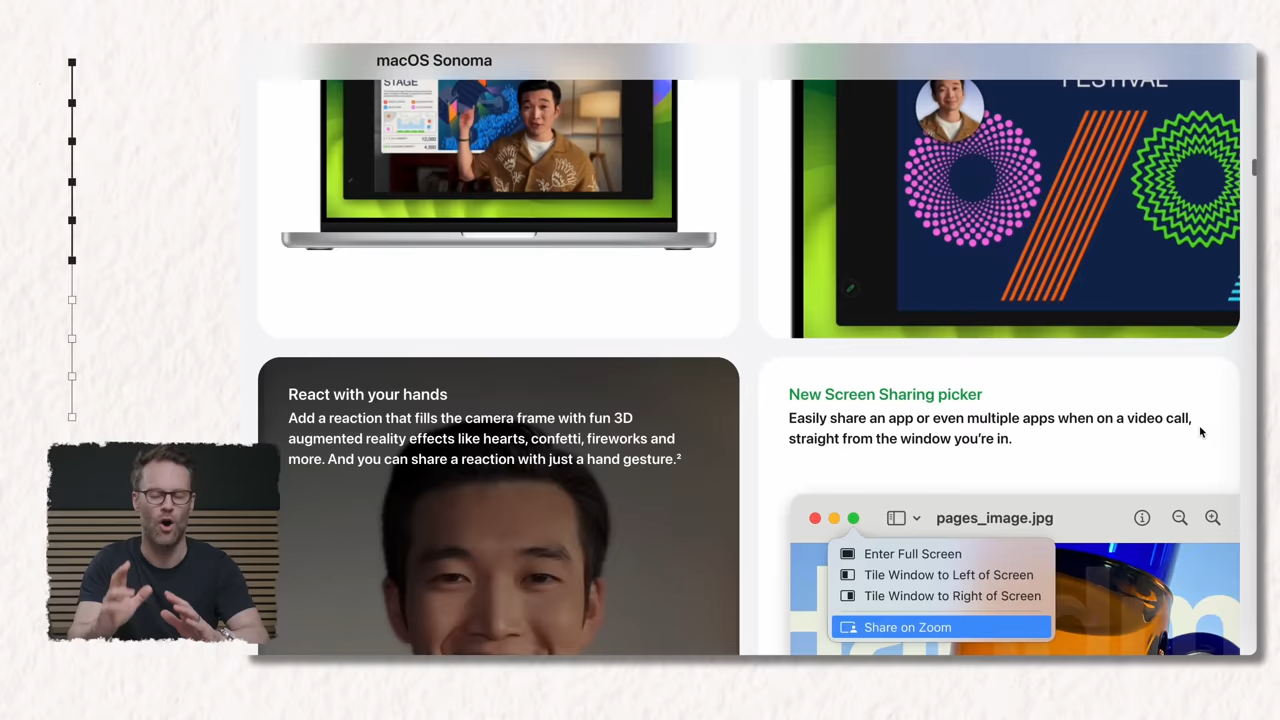 macOS Sonoma
STAGE
FESTIVAL
React with your hands
Add a reaction that fills the camera frame with fun 3D
augmented reality effects like hearts, confetti, fireworks and
more. And you can share a reaction with just a hand gesture.²
New Screen Sharing picker
Easily share an app or even multiple apps when on a video call,
straight from the window you’re in.
pages_image.jpg
Enter Full Screen
Tile Window to Left of Screen
Tile Window to Right of Screen
Share on Zoom